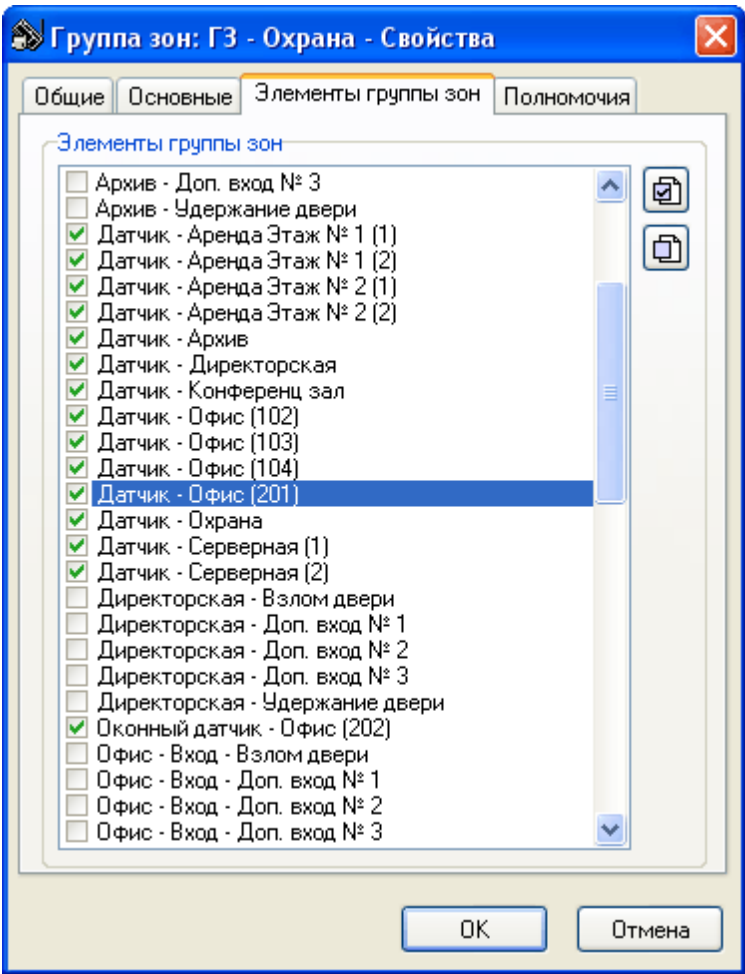 Группа зон: ГЗ - Охрана - Свойства
Общие Основные Элементы группы зон Полномочия
Элементы группы зон
Архив - Доп. вход № 3
Архив - Удержание двери
Датчик - Аренда Этаж № 1 (1)
Датчик - Аренда Этаж № 1 (2)
Датчик - Аренда Этаж № 2 (1)
Датчик - Аренда Этаж № 2 (2)
Датчик - Архив
Датчик - Директорская
Датчик - Конференц зал
Датчик - Офис (102)
Датчик - Офис (103)
Датчик - Офис (104)
Датчик - Офис (201)
Датчик - Охрана
Датчик - Серверная (1)
Датчик - Серверная (2)
Директорская - Взлом двери
Директорская - Доп. вход № 1
Директорская - Доп. вход № 2
Директорская - Доп. вход № 3
Директорская - Удержание двери
Оконный датчик - Офис (202)
Офис - Вход - Взлом двери
Офис - Вход - Доп. вход № 1
Офис - Вход - Доп. вход № 2
Офис - Вход - Доп. вход № 3
OK Отмена